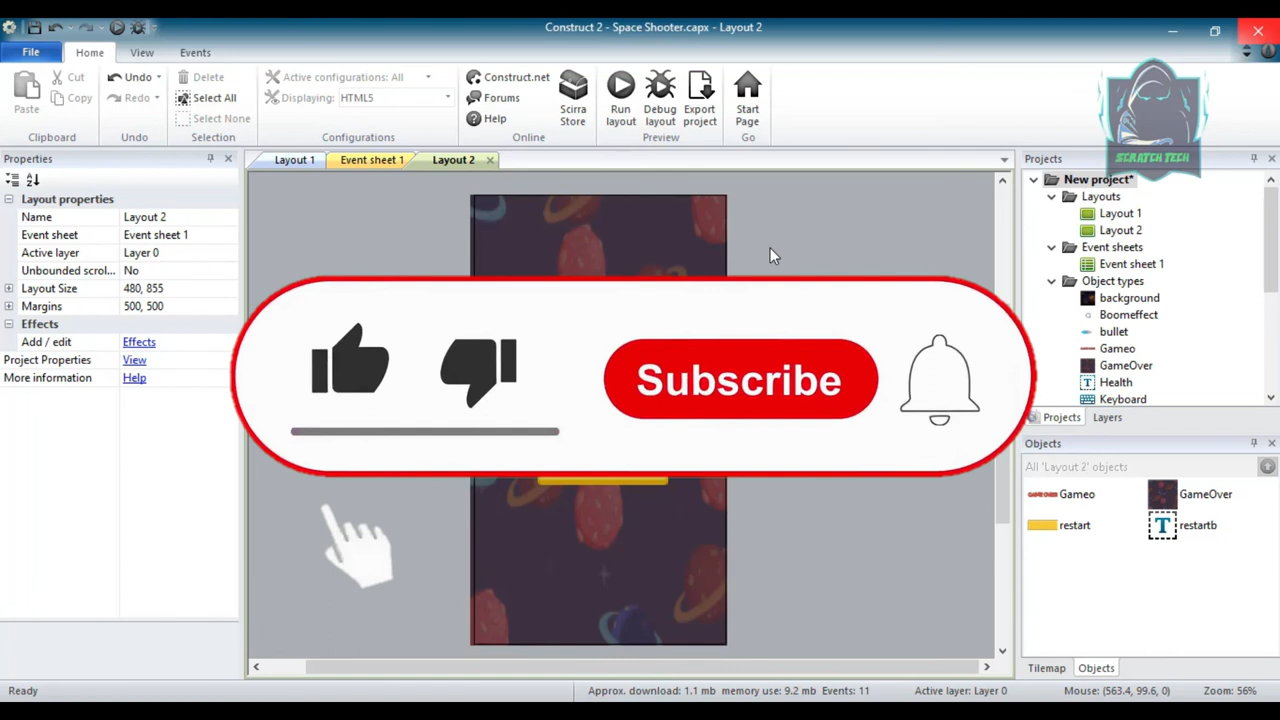 Construct 2 - Space Shooter.capx - Layout 2
File Home View Events
Paste Cut Copy Undo Redo Delete Select All Select None
Active configurations: All
Displaying: HTML5
Construct.net Forums Help
Scirra Store
Run layout Debug layout Export project Start Page
Clipboard Undo Selection Configurations Online Preview Go
SCRATCH TECH
Properties
Layout 1 Event sheet 1 Layout 2
Projects
Layout properties
Name Layout 2
Event sheet Event sheet 1
Active layer Layer 0
Unbounded scrol... No
Layout Size 480, 855
Margins 500, 500
Effects
Add / edit Effects
Project Properties View
More information Help
New project*
Layouts
Layout 1
Layout 2
Event sheets
Event sheet 1
Object types
background
Boomeffect
bullet
Gameo
GameOver
T Health
Keyboard
Projects Layers
Subscribe
Objects
All 'Layout 2' objects
GAME OVER Gameo GameOver
restart T restartb
Tilemap Objects
Ready Approx. download: 1.1 mb memory use: 9.2 mb Events: 11 Active layer: Layer 0 Mouse: (563.4, 99.6, 0) Zoom: 56%